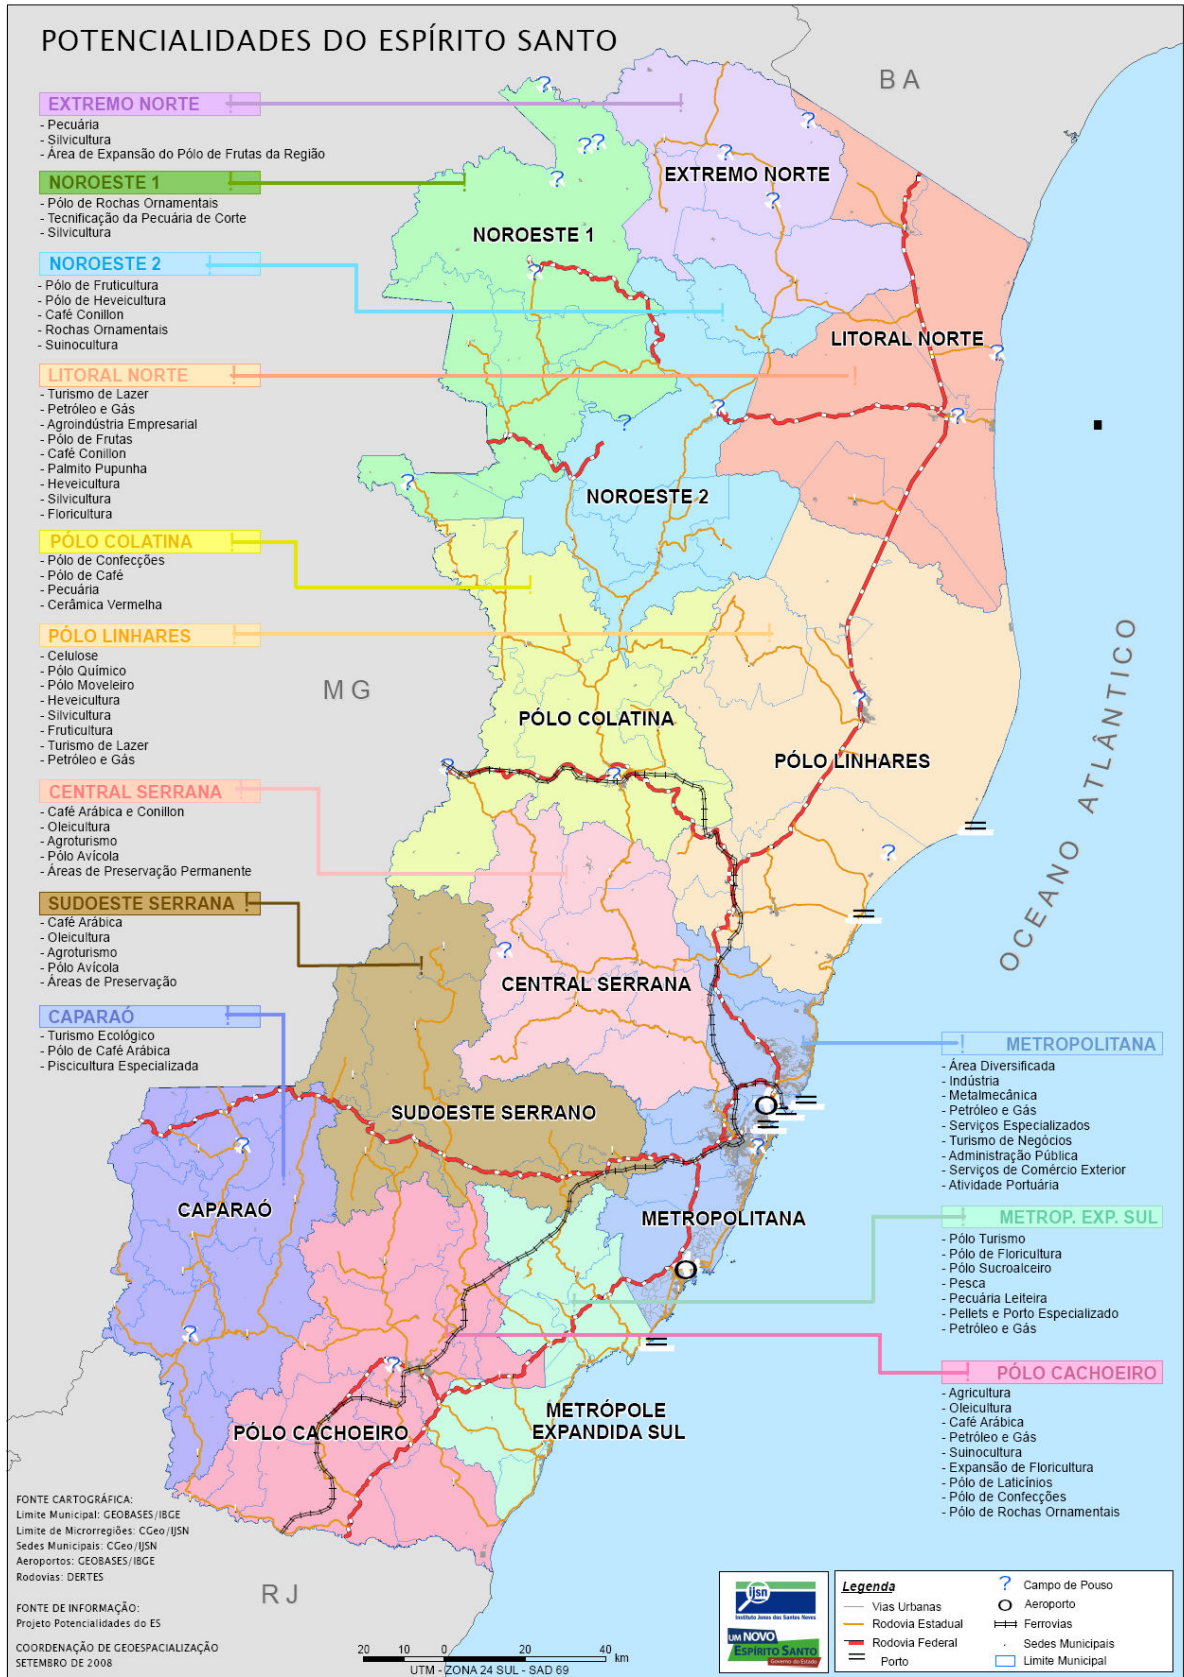 POTENCIALIDADES DO ESPÍRITO SANTO
BA
EXTREMO NORTE
- Pecuária
- Silvicultura
- Área de Expansão do Pólo de Frutas da Região
NOROESTE 1
- Pólo de Rochas Ornamentais
- Tecnificação da Pecuária de Corte
- Silvicultura
NOROESTE 2
- Pólo de Fruticultura
- Pólo de Heveicultura
- Café Conillon
- Rochas Ornamentais
- Suinocultura
LITORAL NORTE
- Turismo de Lazer
- Petróleo e Gás
- Agroindústria Empresarial
- Pólo de Frutas
- Café Conillon
- Palmito Pupunha
- Heveicultura
- Silvicultura
- Floricultura
PÓLO COLATINA
- Pólo de Confecções
- Pólo de Café
- Pecuária
- Cerâmica Vermelha
PÓLO LINHARES
- Celulose
- Pólo Químico
- Pólo Moveleiro
- Heveicultura
- Silvicultura
- Fruticultura
- Turismo de Lazer
- Petróleo e Gás
CENTRAL SERRANA
- Café Arábica e Conillon
- Oleicultura
- Agroturismo
- Pólo Avícola
- Áreas de Preservação Permanente
SUDOESTE SERRANA
- Café Arábica
- Oleicultura
- Agroturismo
- Pólo Avícola
- Áreas de Preservação
CAPARAÓ
- Turismo Ecológico
- Pólo de Café Arábica
- Piscicultura Especializada
EXTREMO NORTE
NOROESTE 1
LITORAL NORTE
NOROESTE 2
MG
PÓLO COLATINA
PÓLO LINHARES
OCEANO ATLÂNTICO
CENTRAL SERRANA
SUDOESTE SERRANO
CAPARAÓ
METROPOLITANA
PÓLO CACHOEIRO
METRÓPOLE
EXPANDIDA SUL
RJ
METROPOLITANA
- Área Diversificada
- Indústria
- Metalmecânica
- Petróleo e Gás
- Serviços Especializados
- Turismo de Negócios
- Administração Pública
- Serviços de Comércio Exterior
- Atividade Portuária
METROP. EXP. SUL
- Pólo Turismo
- Pólo de Floricultura
- Pólo Sucroalceiro
- Pesca
- Pecuária Leiteira
- Pellets e Porto Especializado
- Petróleo e Gás
PÓLO CACHOEIRO
- Agricultura
- Oleicultura
- Café Arábica
- Petróleo e Gás
- Suinocultura
- Expansão de Floricultura
- Pólo de Laticínios
- Pólo de Confecções
- Pólo de Rochas Ornamentais
FONTE CARTOGRÁFICA:
Limite Municipal: GEOBASES/IBGE
Limite de Microrregiões: CGeo/IJSN
Sedes Municipais: CGeo/IJSN
Aeroportos: GEOBASES/IBGE
Rodovias: DERTES
FONTE DE INFORMAÇÃO:
Projeto Potencialidades do ES
COORDENAÇÃO DE GEOESPACIALIZAÇÃO
SETEMBRO DE 2008
20 10 0 20 40 km
UTM - ZONA 24 SUL - SAD 69
ijsn
Instituto Jones dos Santos Neves
UM NOVO
ESPÍRITO SANTO
Governo do Estado
Legenda
Vias Urbanas
Rodovia Estadual
Rodovia Federal
Porto
? Campo de Pouso
Aeroporto
Ferrovias
Sedes Municipais
Limite Municipal